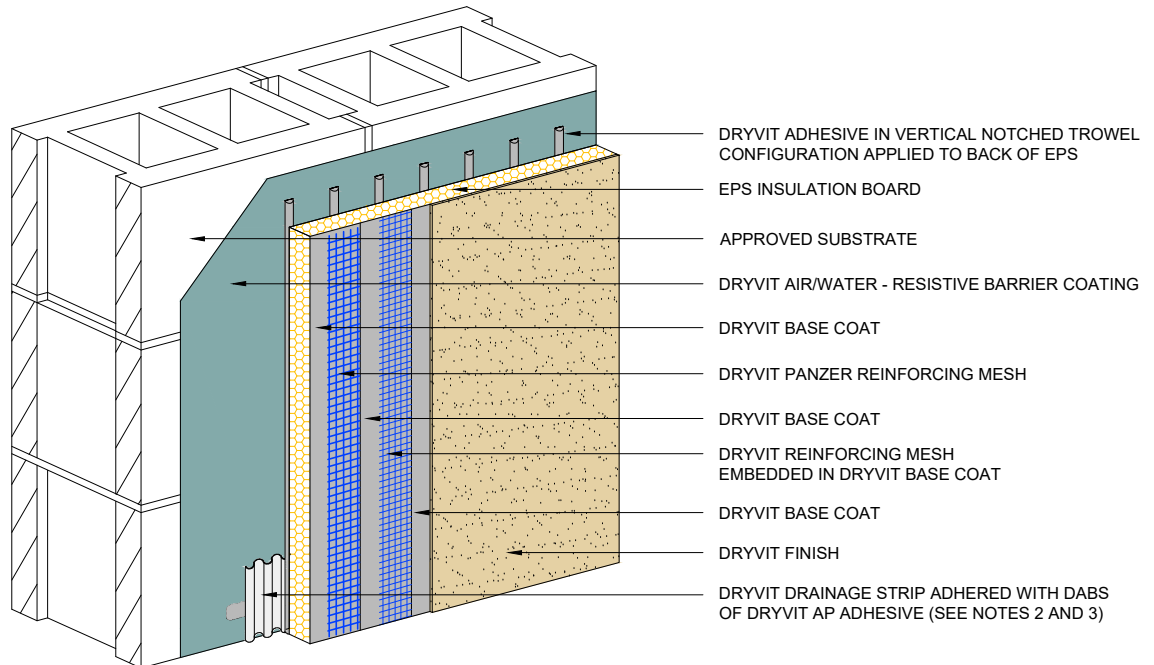 DRYVIT ADHESIVE IN VERTICAL NOTCHED TROWEL
CONFIGURATION APPLIED TO BACK OF EPS
EPS INSULATION BOARD
APPROVED SUBSTRATE
DRYVIT AIR/WATER - RESISTIVE BARRIER COATING
DRYVIT BASE COAT
DRYVIT PANZER REINFORCING MESH
DRYVIT BASE COAT
DRYVIT REINFORCING MESH
EMBEDDED IN DRYVIT BASE COAT
DRYVIT BASE COAT
DRYVIT FINISH
DRYVIT DRAINAGE STRIP ADHERED WITH DABS
OF DRYVIT AP ADHESIVE (SEE NOTES 2 AND 3)